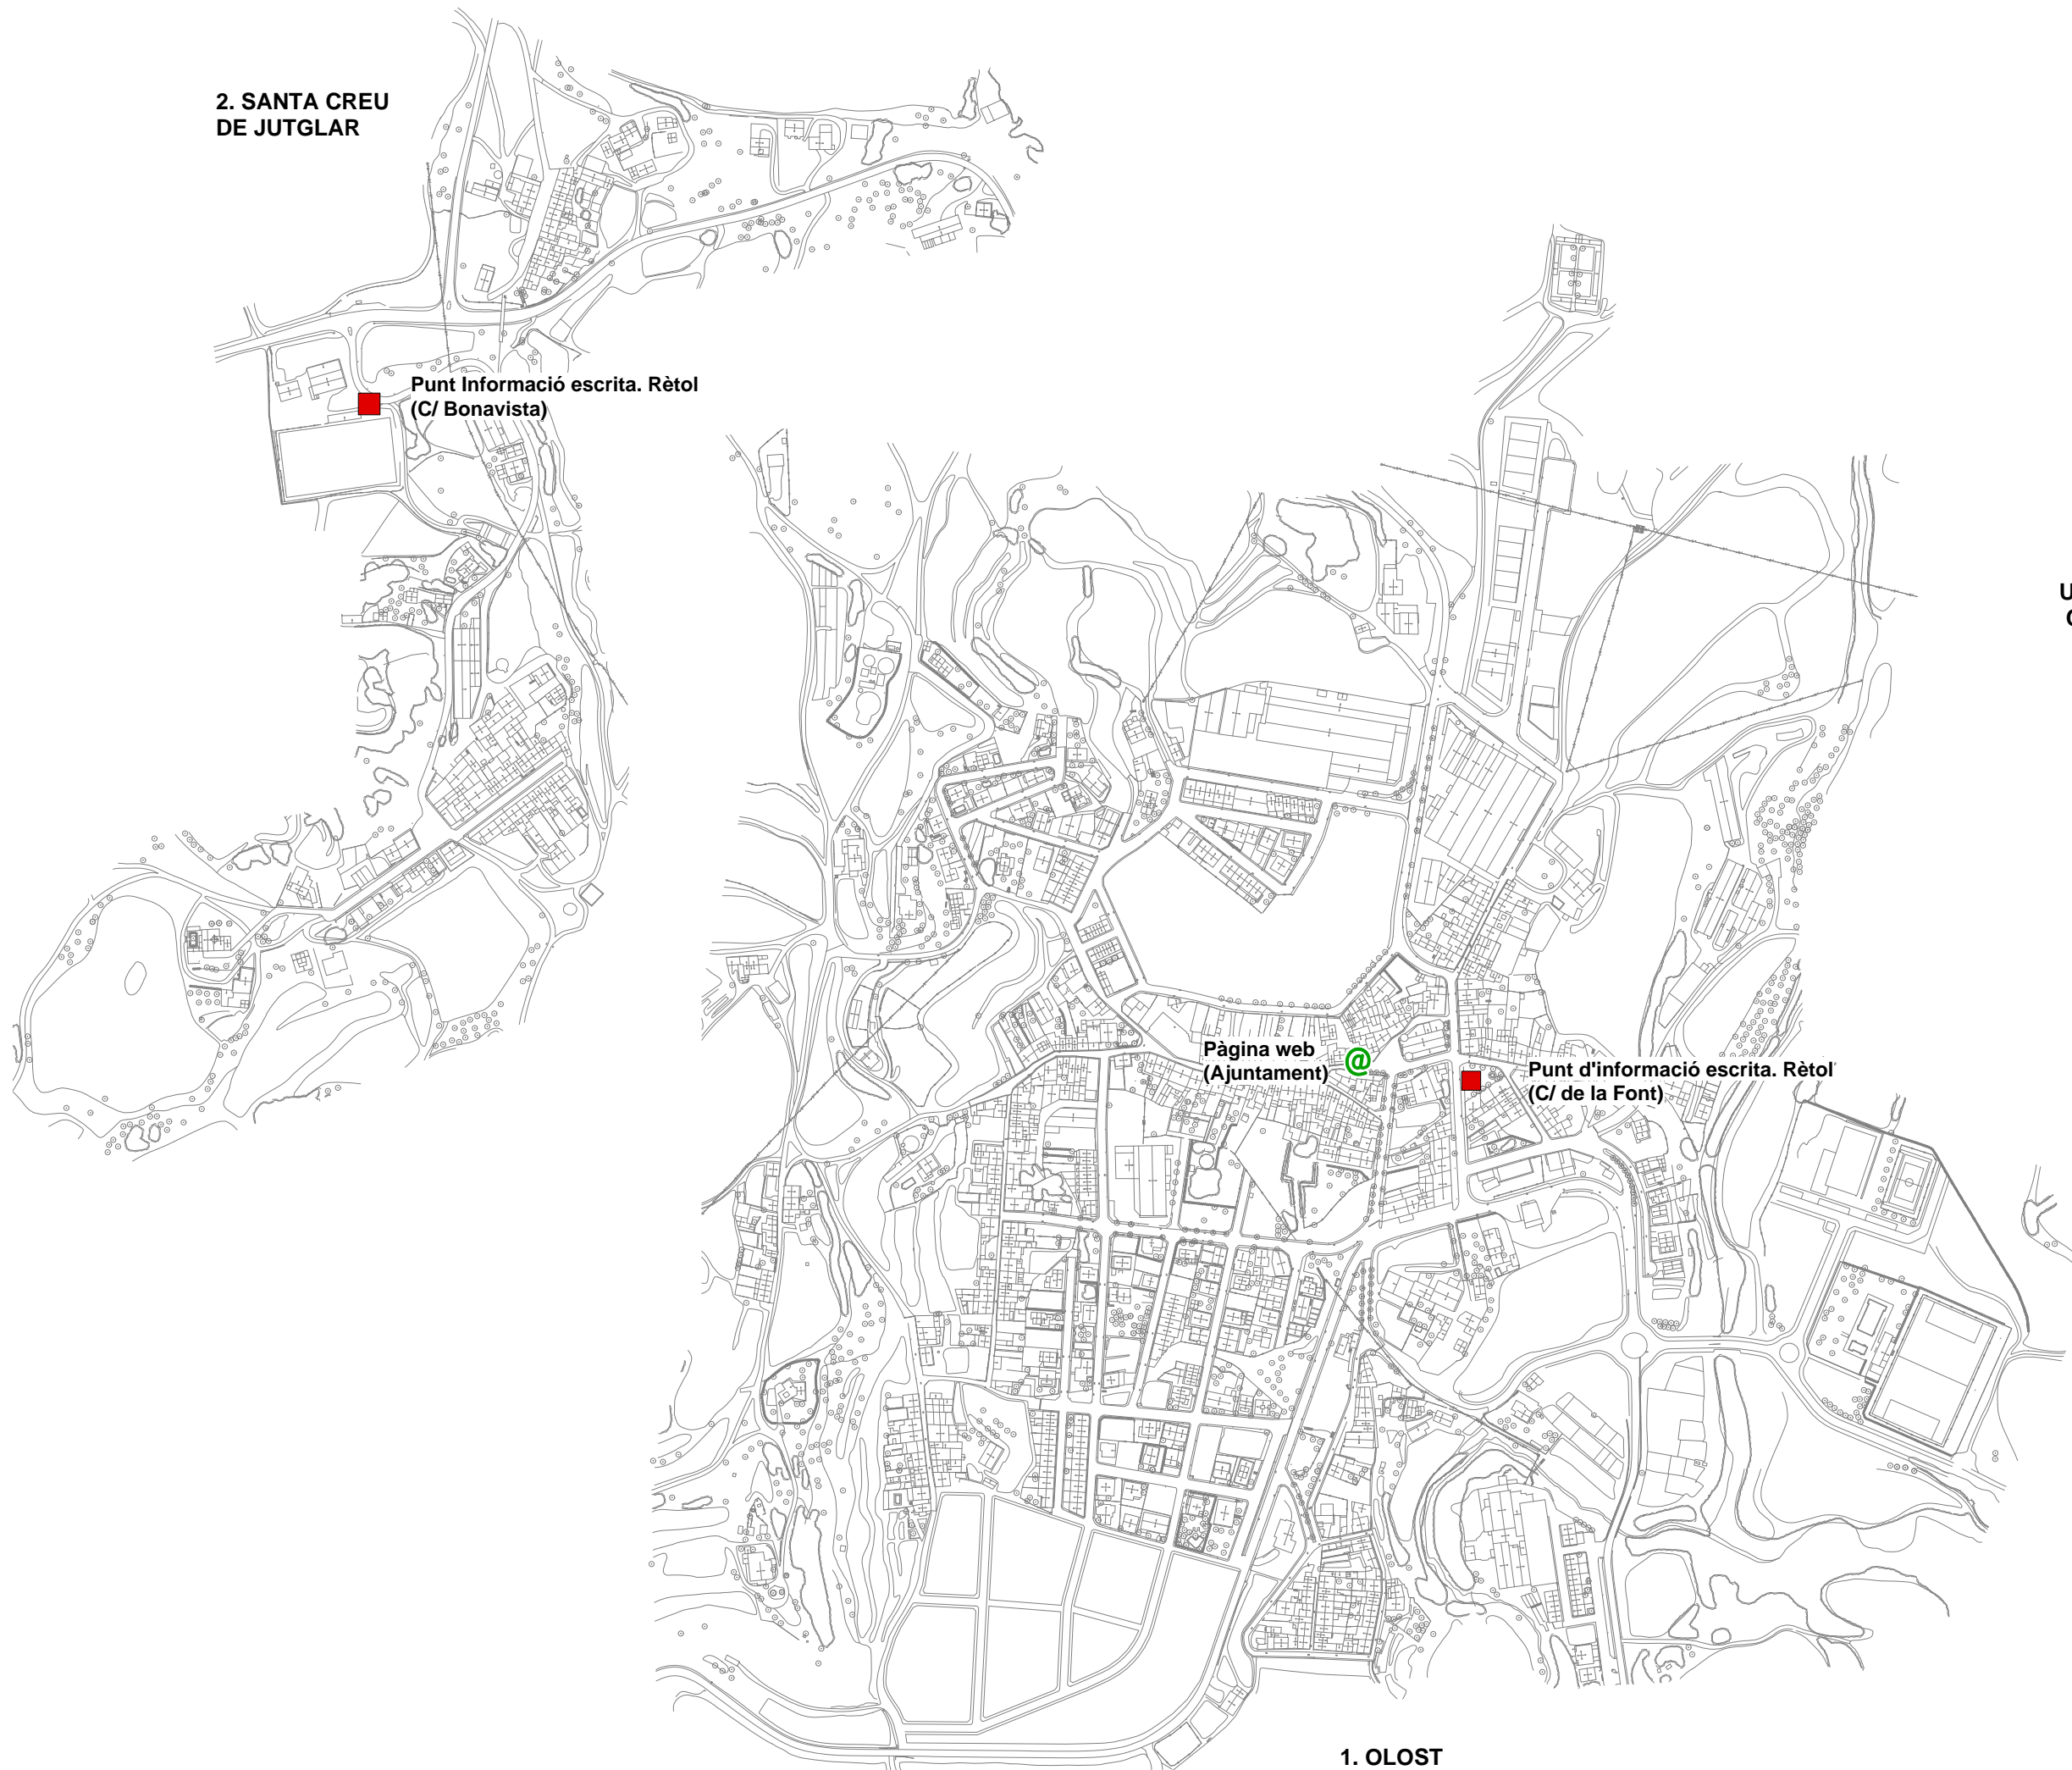 2. SANTA CREU
DE JUTGLAR
Punt Informació escrita. Rètol
(C/ Bonavista)
Pàgina web
(Ajuntament)
@
Punt d'informació escrita. Rètol
(C/ de la Font)
1. OLOST